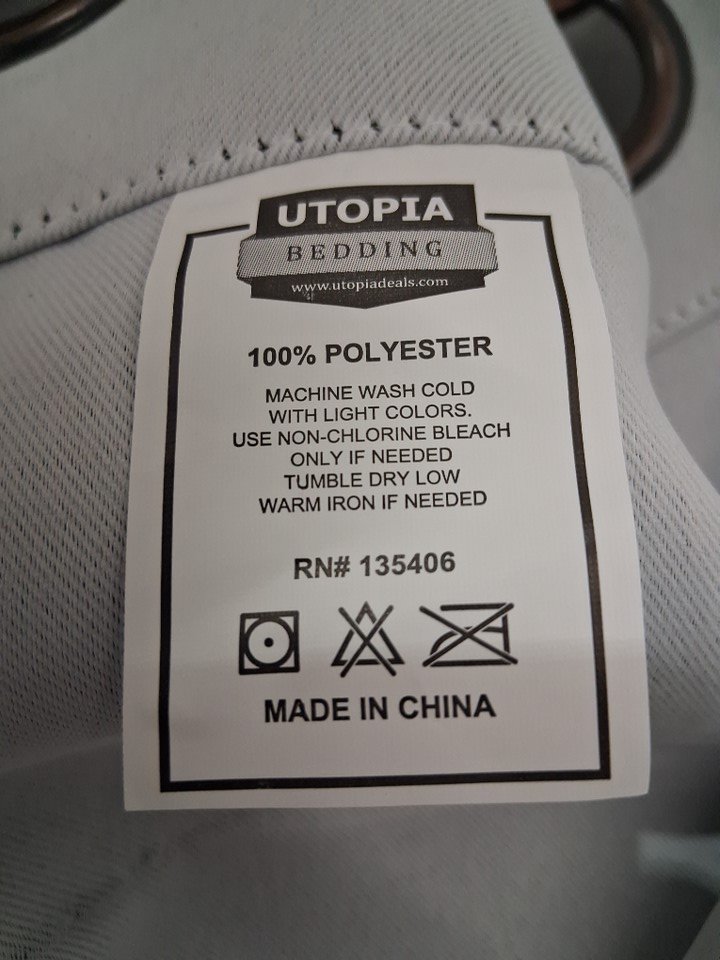 UTOPIA
BEDDING
www.utopiadeals.com
100% POLYESTER
MACHINE WASH COLD
WITH LIGHT COLORS.
USE NON-CHLORINE BLEACH
ONLY IF NEEDED
TUMBLE DRY LOW
WARM IRON IF NEEDED
RN# 135406
MADE IN CHINA